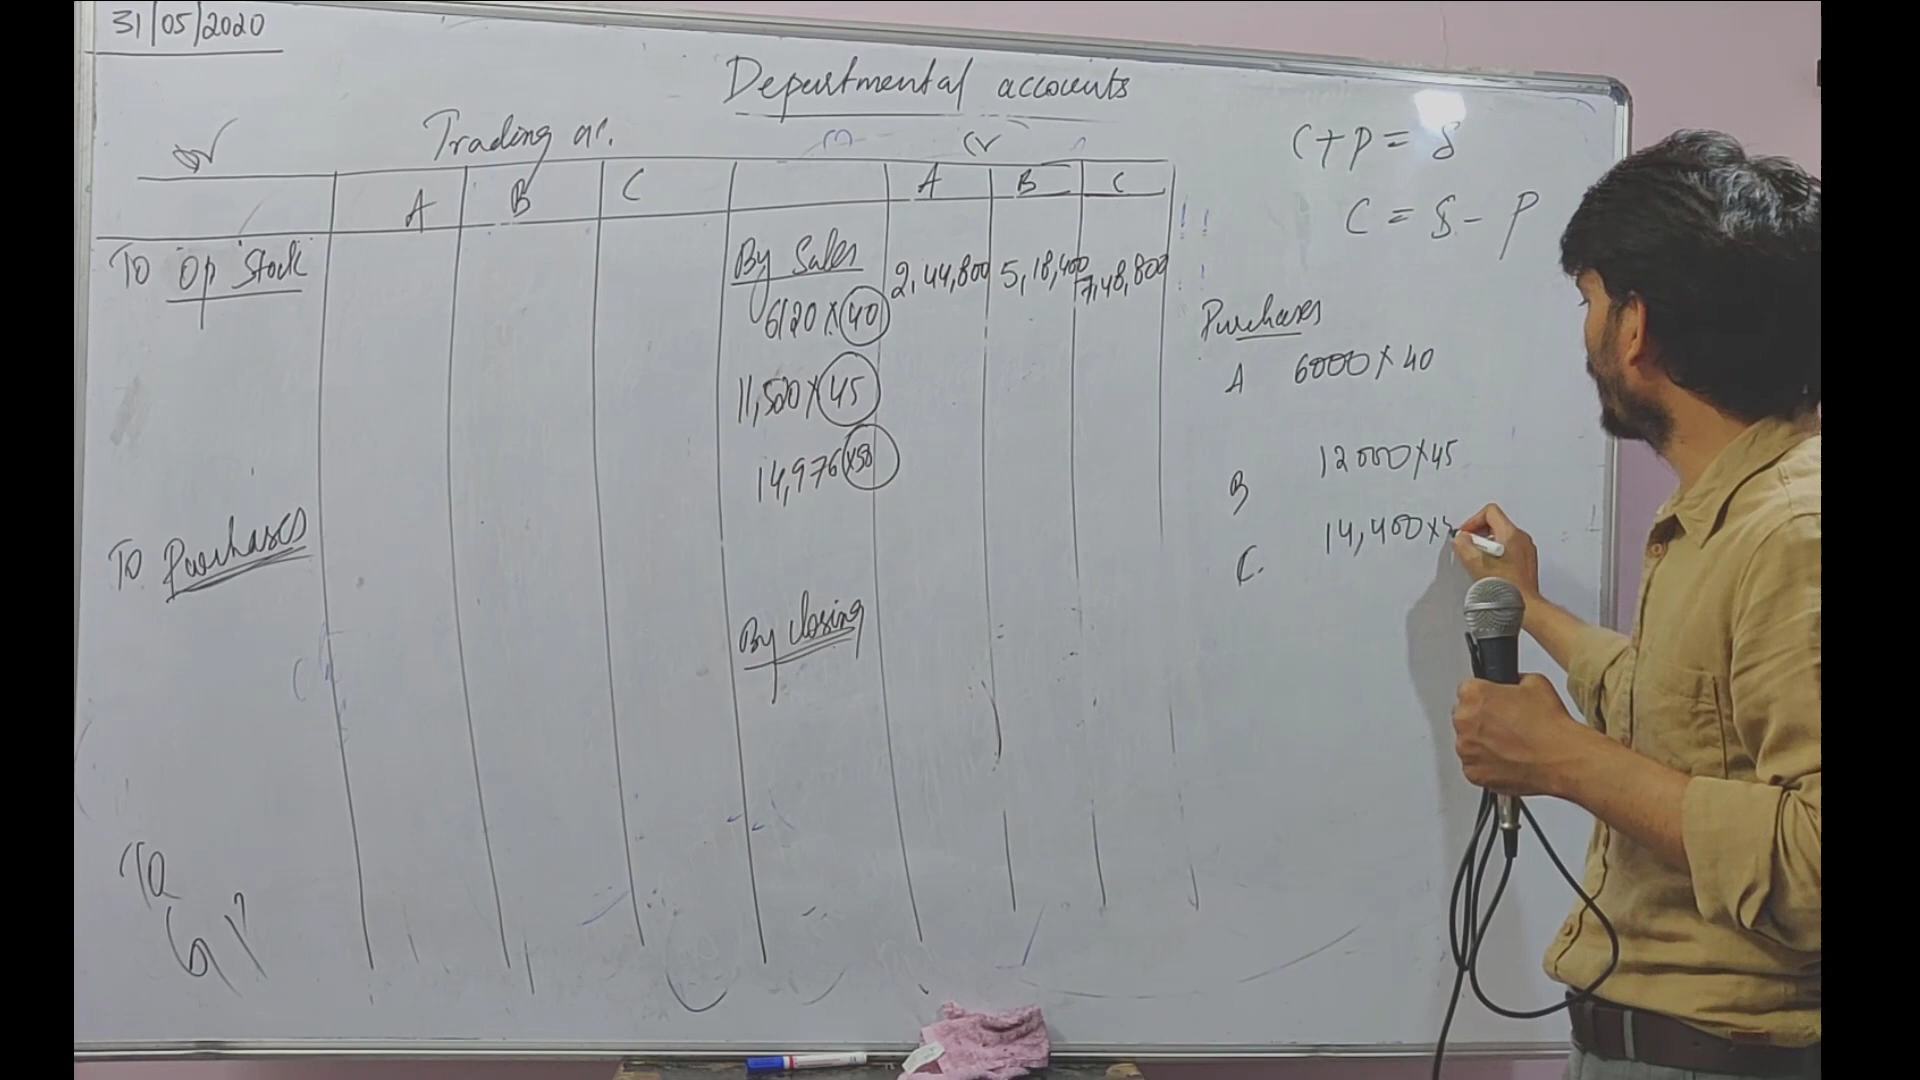 31/05/2020
Departmental accounts
Dr Trading a/c. Cr
A B C A B C
To Op Stock
By Sales 2,44,800 5,18,400 7,48,800
6120 × 40
11,520 × 45
14,976 × 50
To Purchases
By closing
To
GP
C + P = S
C = S - P
Purchases
A 6000 × 40
B 12000 × 45
C. 14,400 ×